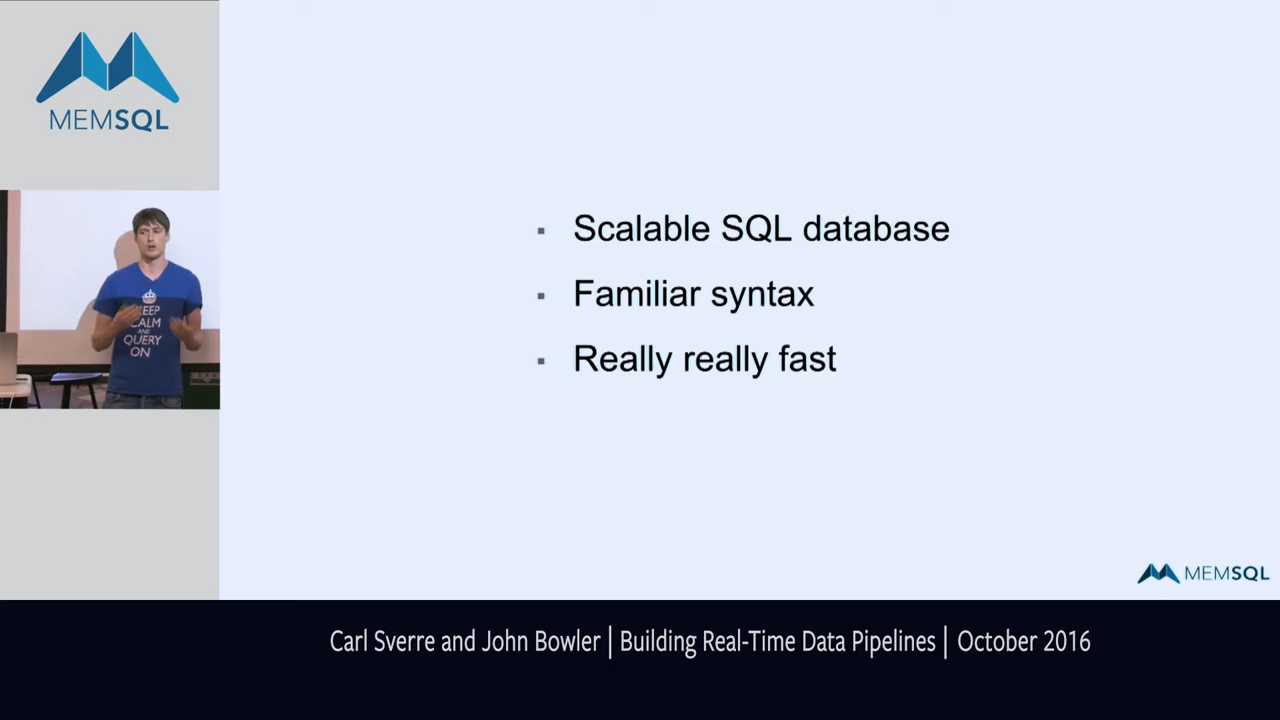 MEMSQL
KEEP
CALM
AND
QUERY
ON
Scalable SQL database
Familiar syntax
Really really fast
MEMSQL
Carl Sverre and John Bowler | Building Real-Time Data Pipelines | October 2016